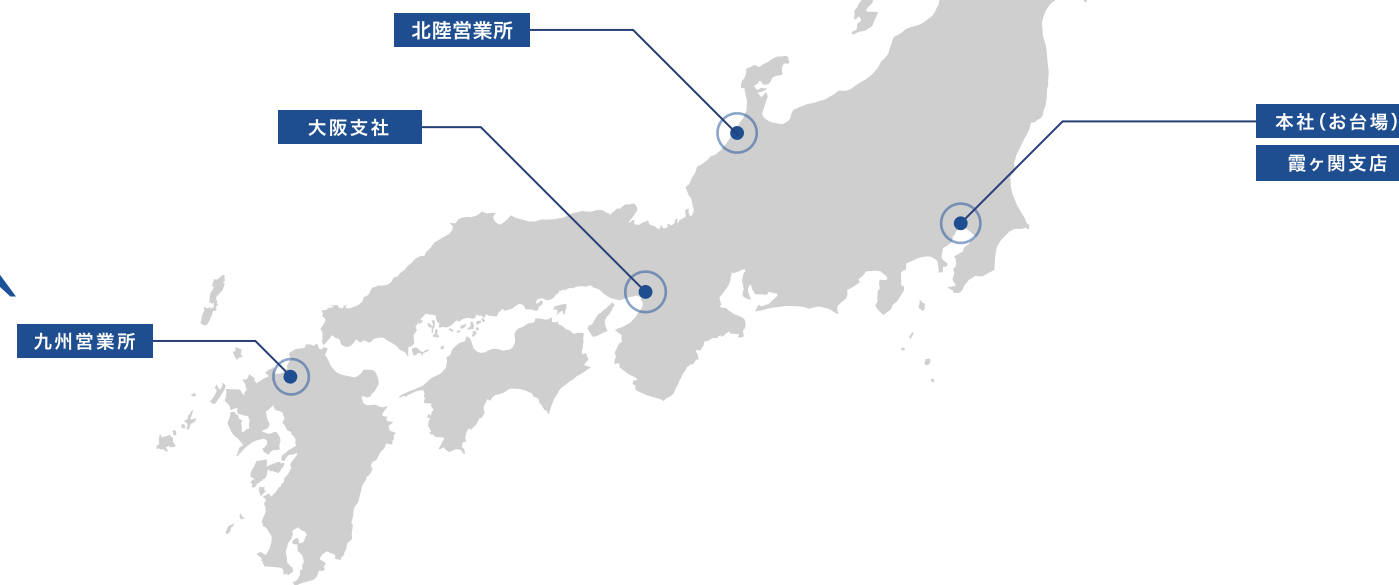 北陸営業所
大阪支社
本社(お台場)
霞ヶ関支店
九州営業所